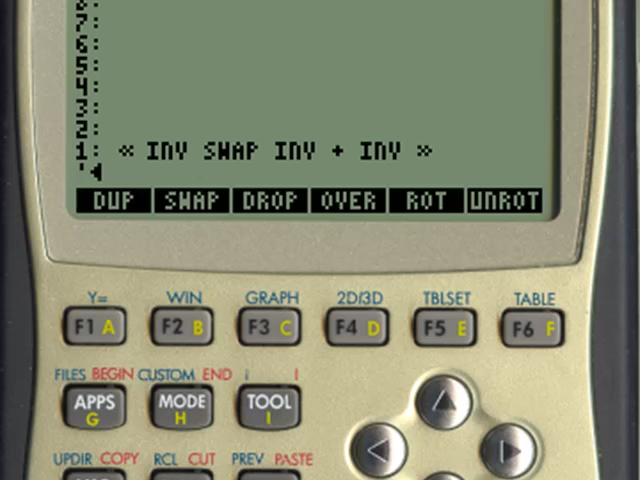 7:
6:
5:
4:
3:
2:
1: « INV SWAP INV + INV »
'◄
DUP SWAP DROP OVER ROT UNROT
Y= WIN GRAPH 2D/3D TBLSET TABLE
F1 A F2 B F3 C F4 D F5 E F6 F
FILES BEGIN CUSTOM END i I
APPS MODE TOOL
G H I
UPDIR COPY RCL CUT PREV PASTE